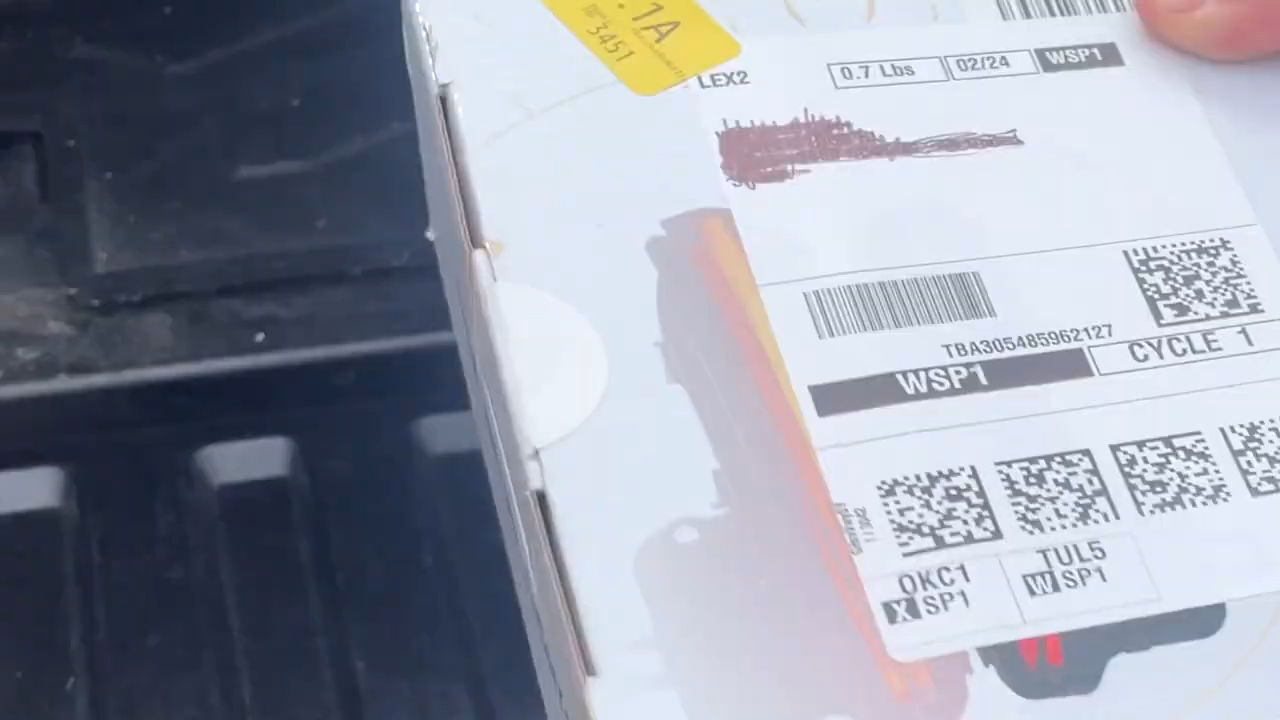 .1A
3451
LEX2
0.7 Lbs
02/24
WSP1
TBA305485962127
WSP1
CYCLE 1
OKC1
X SP1
TUL5
W SP1